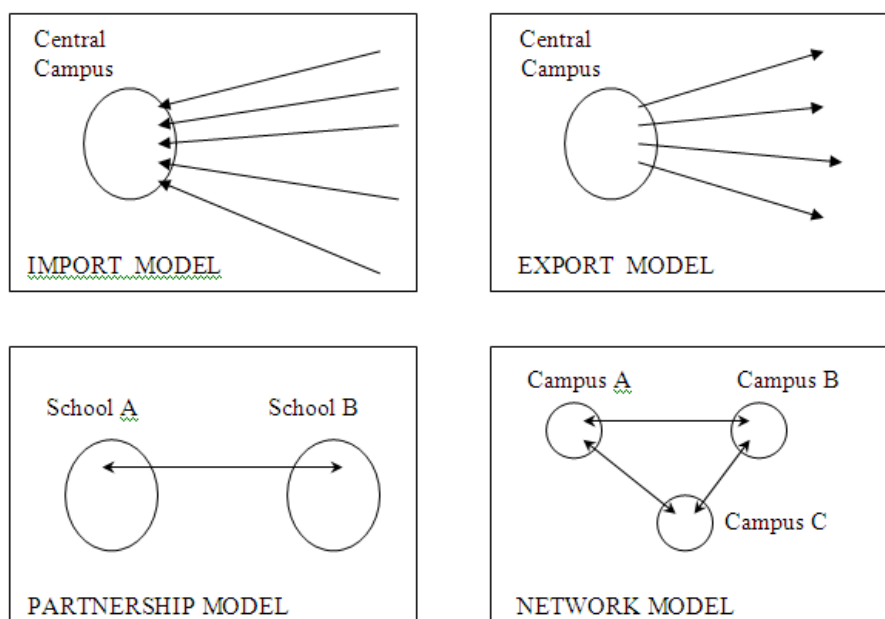 Central
Campus
IMPORT MODEL
Central
Campus
EXPORT MODEL
School A
School B
PARTNERSHIP MODEL
Campus A
Campus B
Campus C
NETWORK MODEL